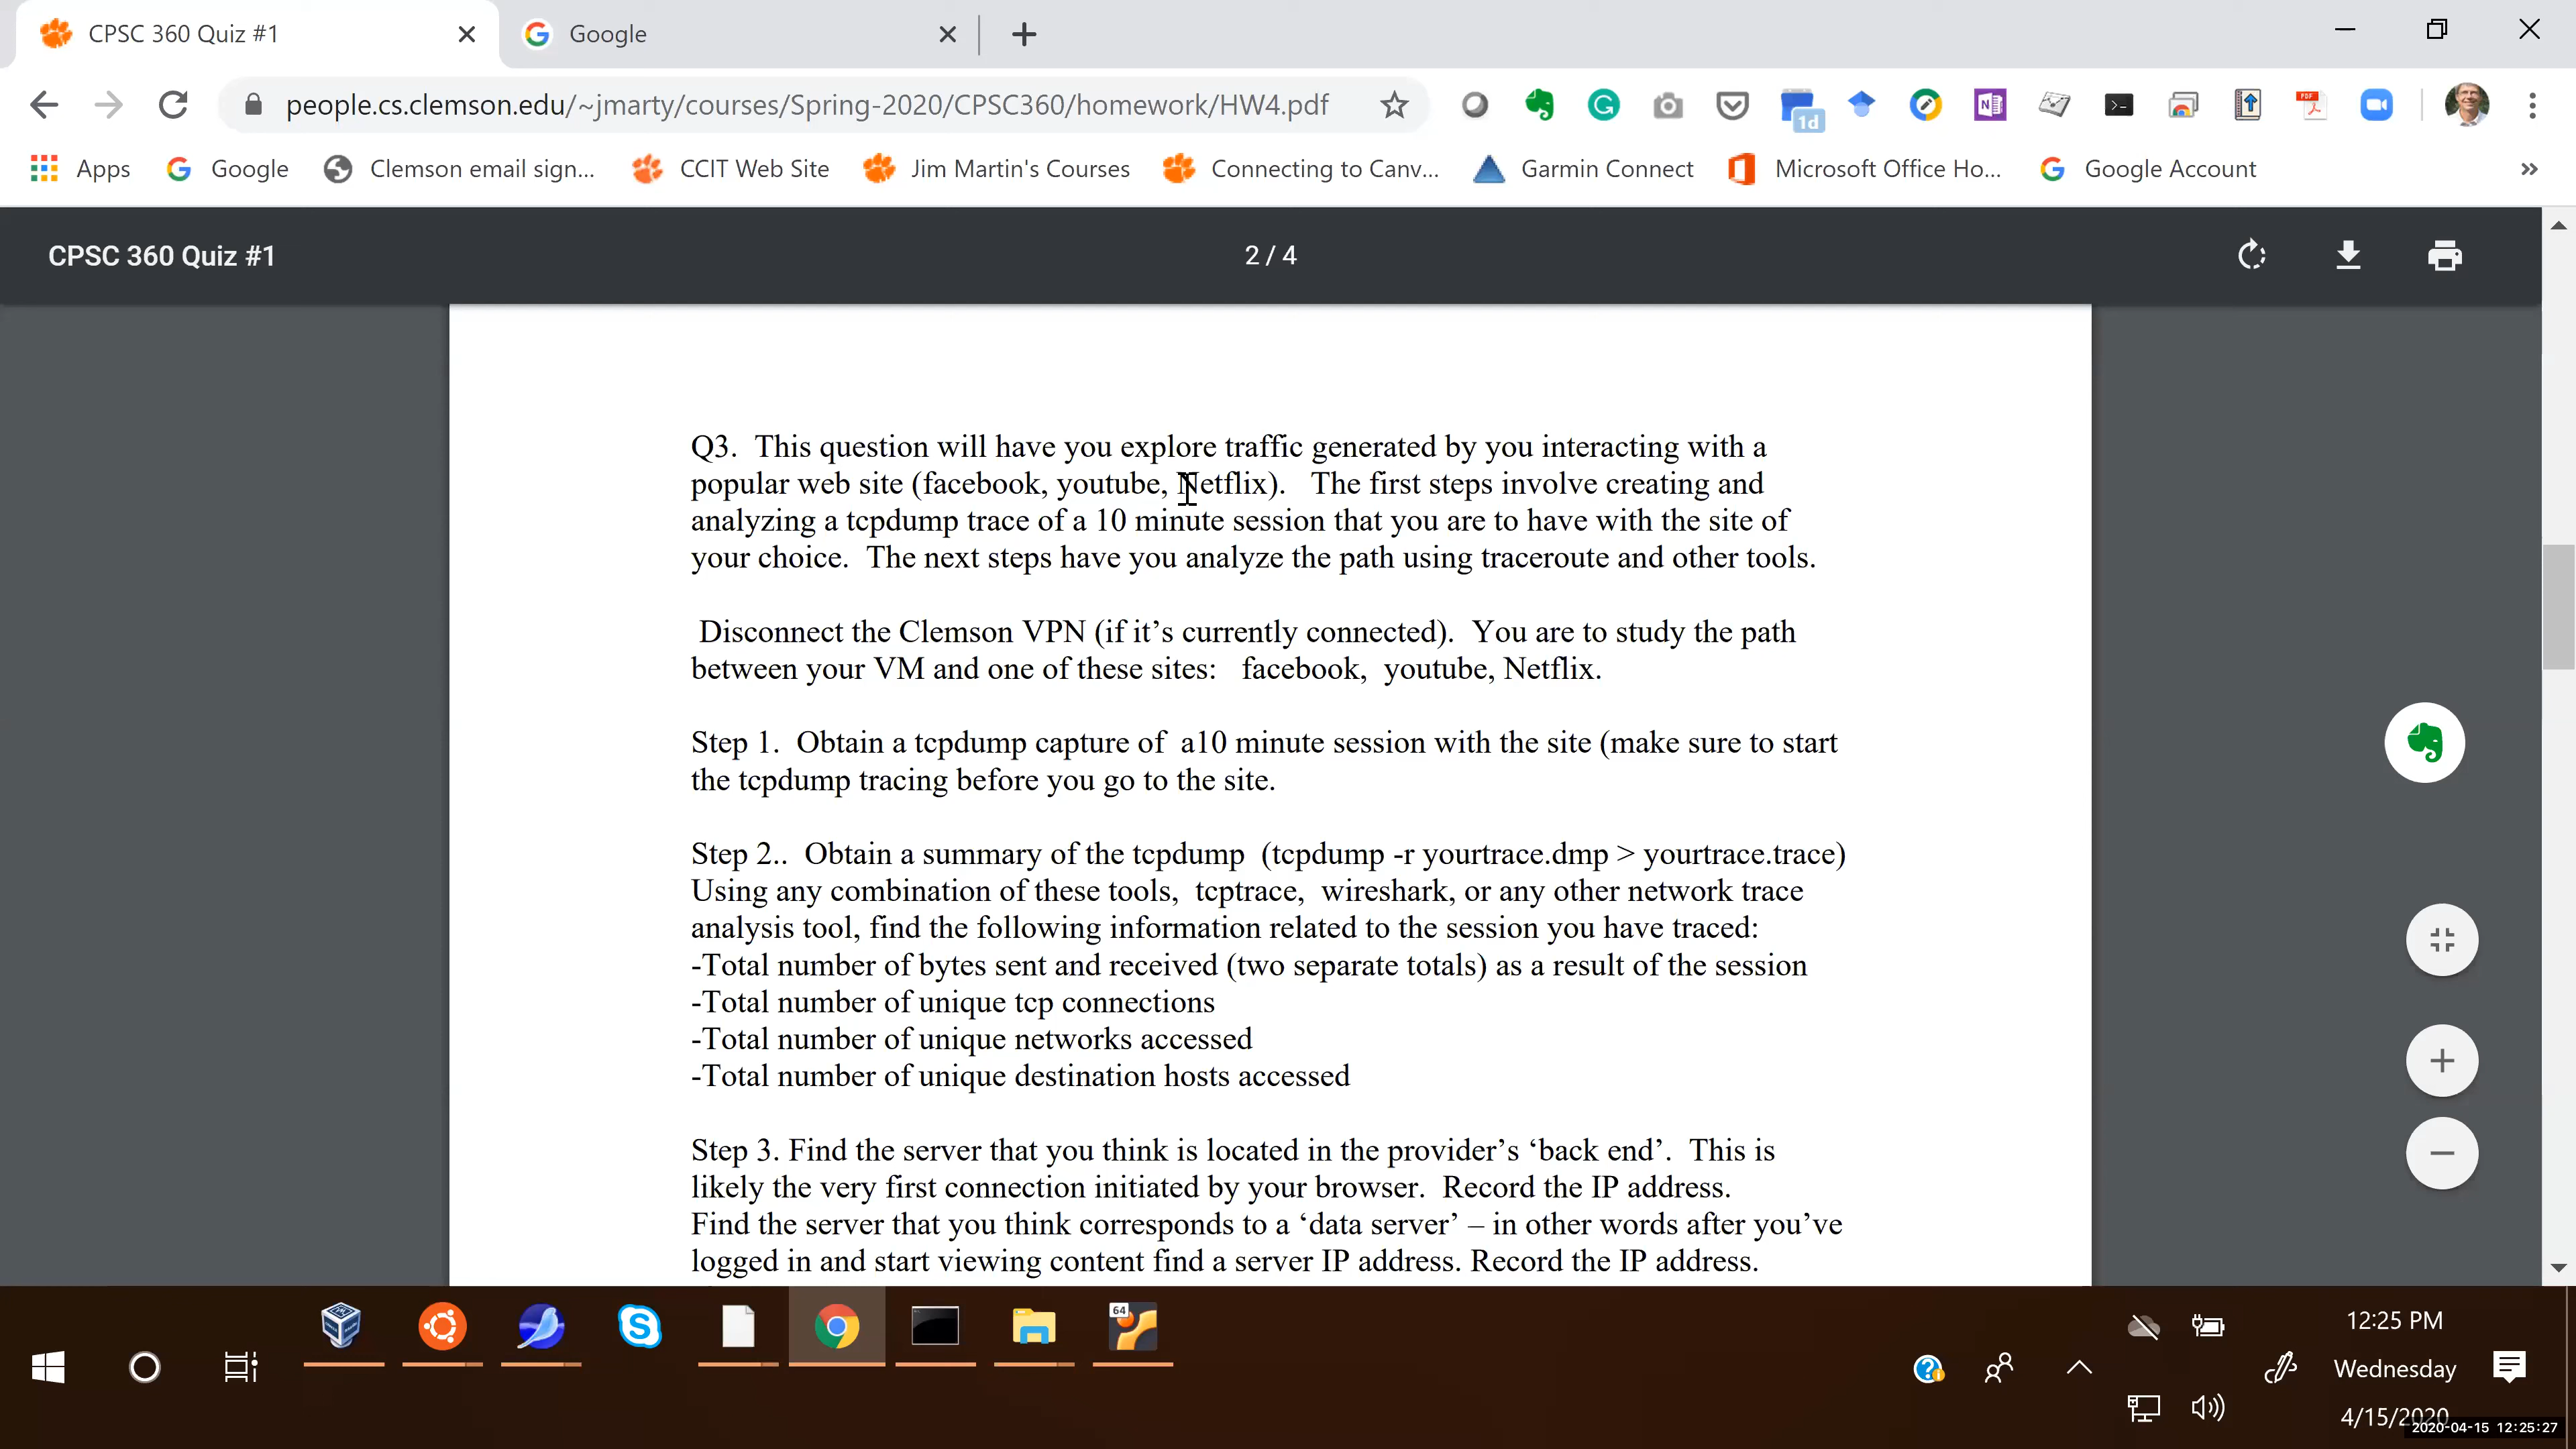 CPSC 360 Quiz #1
Google
people.cs.clemson.edu/~jmarty/courses/Spring-2020/CPSC360/homework/HW4.pdf
1d
PDF
Apps
Google
Clemson email sign...
CCIT Web Site
Jim Martin's Courses
Connecting to Canv...
Garmin Connect
Microsoft Office Ho...
Google Account
CPSC 360 Quiz #1
2 / 4
Q3.  This question will have you explore traffic generated by you interacting with a
popular web site (facebook, youtube, Netflix).   The first steps involve creating and
analyzing a tcpdump trace of a 10 minute session that you are to have with the site of
your choice.  The next steps have you analyze the path using traceroute and other tools.
Disconnect the Clemson VPN (if it’s currently connected).  You are to study the path
between your VM and one of these sites:   facebook,  youtube, Netflix.
Step 1.  Obtain a tcpdump capture of  a10 minute session with the site (make sure to start
the tcpdump tracing before you go to the site.
Step 2..  Obtain a summary of the tcpdump  (tcpdump -r yourtrace.dmp > yourtrace.trace)
Using any combination of these tools,  tcptrace,  wireshark, or any other network trace
analysis tool, find the following information related to the session you have traced:
-Total number of bytes sent and received (two separate totals) as a result of the session
-Total number of unique tcp connections
-Total number of unique networks accessed
-Total number of unique destination hosts accessed
Step 3. Find the server that you think is located in the provider’s ‘back end’.  This is
likely the very first connection initiated by your browser.  Record the IP address.
Find the server that you think corresponds to a ‘data server’ – in other words after you’ve
logged in and start viewing content find a server IP address. Record the IP address.
64
12:25 PM
Wednesday
4/15/2020
2020-04-15 12:25:27